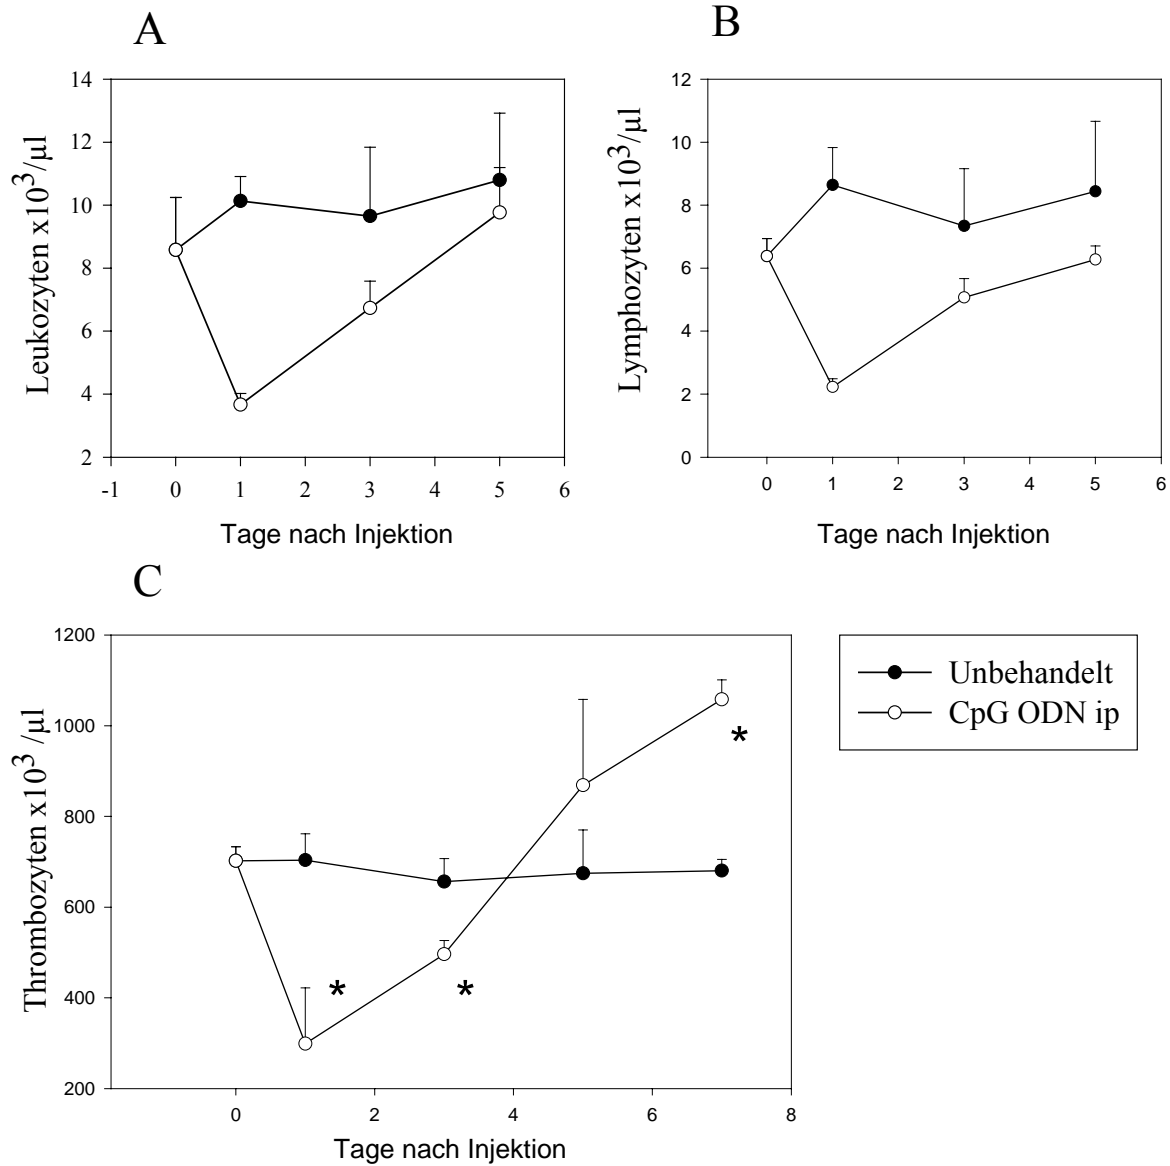 A
Leukozyten x10³/µl
14
12
10
8
6
4
2
-1 0 1 3 5 6
Tage nach Injektion
B
Lymphozyten x10³/µl
12
10
8
6
4
2
0
0 1 2 3 4 5 6
Tage nach Injektion
C
Thrombozyten x10³ /µl
1200
1000
800
600
400
200
*
*
*
0 2 4 6 8
Tage nach Injektion
Unbehandelt
CpG ODN ip